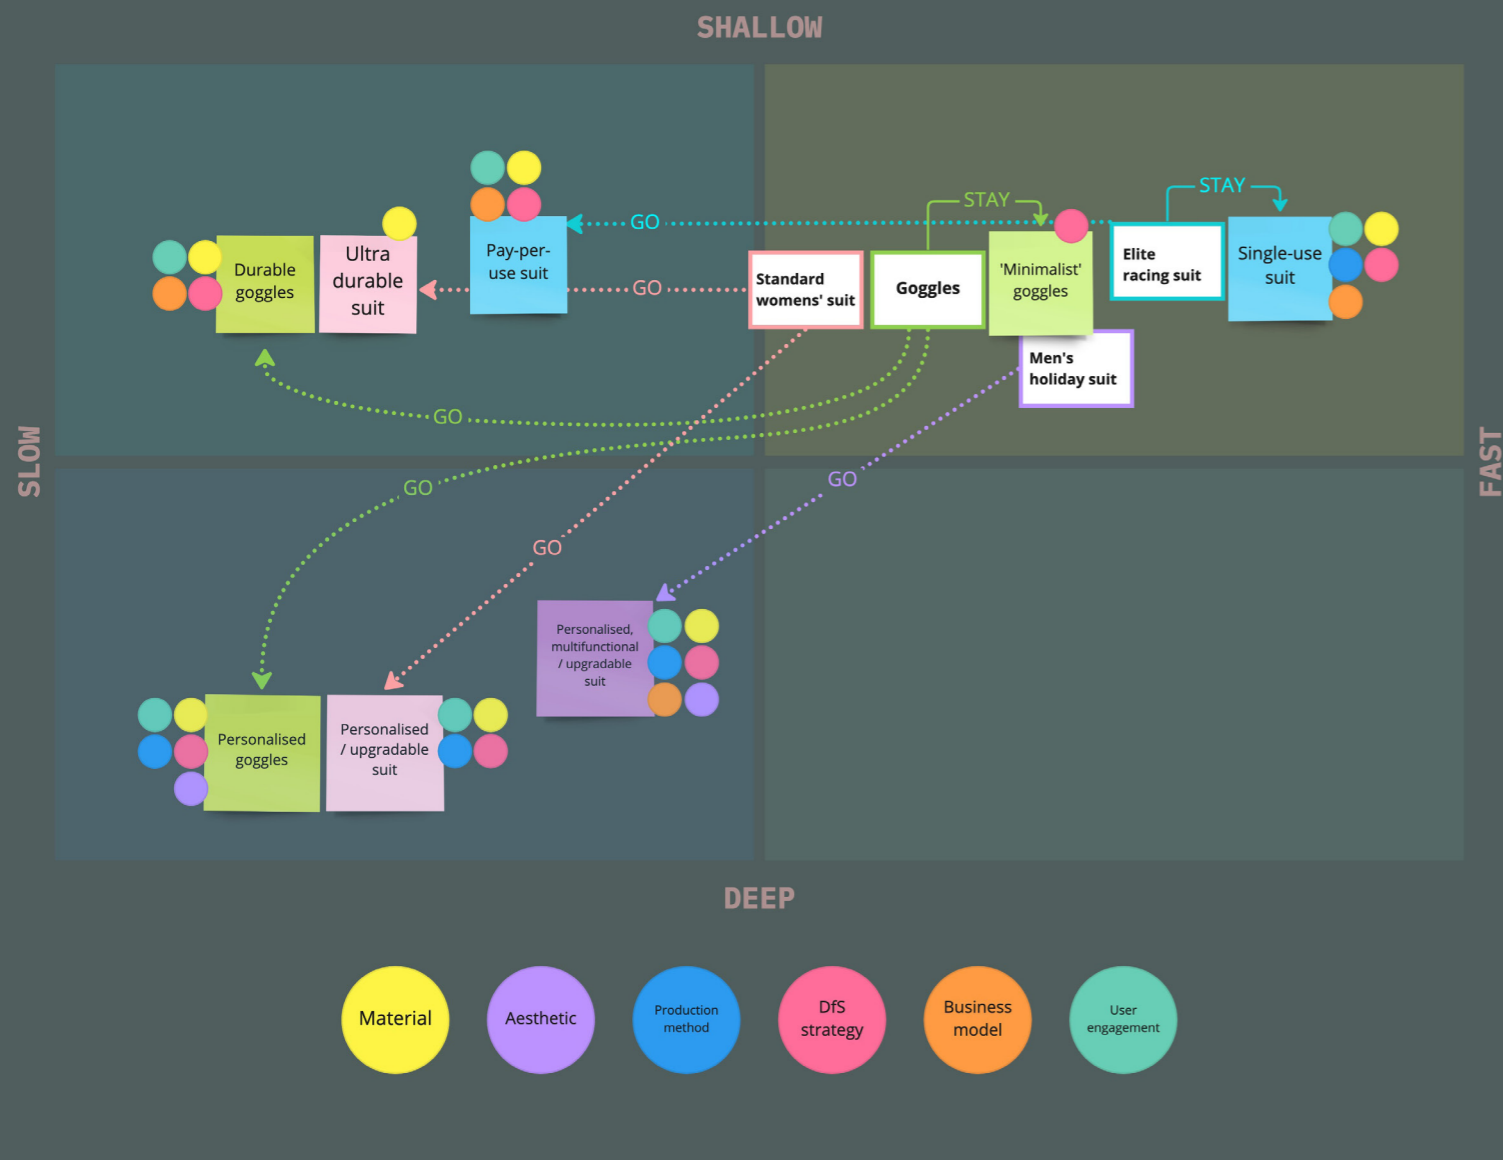 SHALLOW
STAY
STAY
GO
Durable
goggles
Ultra
durable
suit
Pay-per-
use suit
GO
Standard
womens' suit
Goggles
'Minimalist'
goggles
Elite
racing suit
Single-use
suit
Men's
holiday suit
GO
SLOW
FAST
GO
GO
GO
Personalised,
multifunctional
/ upgradable
suit
Personalised
goggles
Personalised
/ upgradable
suit
DEEP
Material
Aesthetic
Production
method
DfS
strategy
Business
model
User
engagement